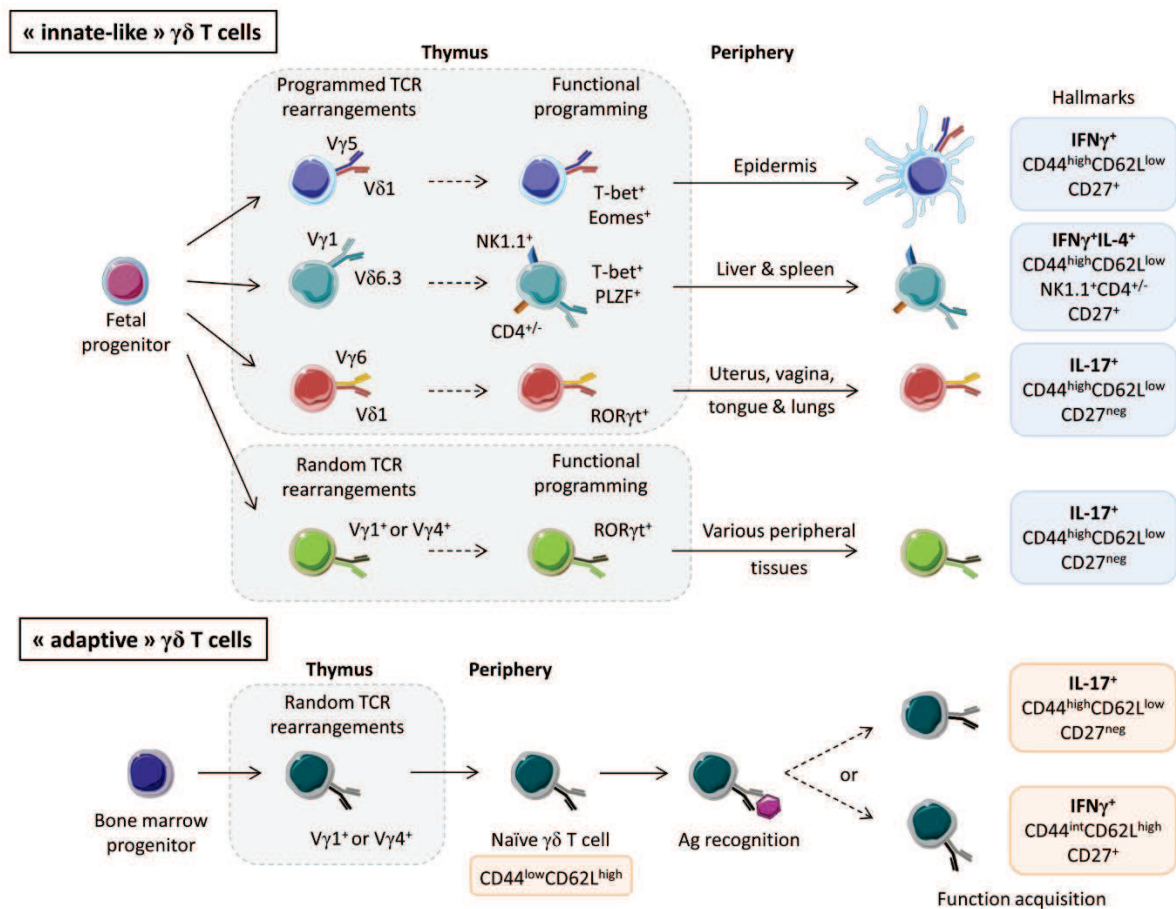 « innate-like » γδ T cells
Thymus
Periphery
Programmed TCR
rearrangements
Functional
programming
Hallmarks
Vγ5
Vδ1
T-bet⁺
Eomes⁺
Epidermis
IFNγ⁺
CD44ʰⁱᵍʰCD62Lˡᵒʷ
CD27⁺
Fetal
progenitor
Vγ1
Vδ6.3
NK1.1⁺
CD4⁺/⁻
T-bet⁺
PLZF⁺
Liver & spleen
IFNγ⁺IL-4⁺
CD44ʰⁱᵍʰCD62Lˡᵒʷ
NK1.1⁺CD4⁺/⁻
CD27⁺
Vγ6
Vδ1
RORγt⁺
Uterus, vagina,
tongue & lungs
IL-17⁺
CD44ʰⁱᵍʰCD62Lˡᵒʷ
CD27ⁿᵉᵍ
Random TCR
rearrangements
Functional
programming
Vγ1⁺ or Vγ4⁺
RORγt⁺
Various peripheral
tissues
IL-17⁺
CD44ʰⁱᵍʰCD62Lˡᵒʷ
CD27ⁿᵉᵍ
« adaptive » γδ T cells
Thymus
Periphery
Random TCR
rearrangements
Bone marrow
progenitor
Vγ1⁺ or Vγ4⁺
Naïve γδ T cell
CD44ˡᵒʷCD62Lʰⁱᵍʰ
Ag recognition
or
IL-17⁺
CD44ʰⁱᵍʰCD62Lˡᵒʷ
CD27ⁿᵉᵍ
IFNγ⁺
CD44ⁱⁿᵗCD62Lʰⁱᵍʰ
CD27⁺
Function acquisition